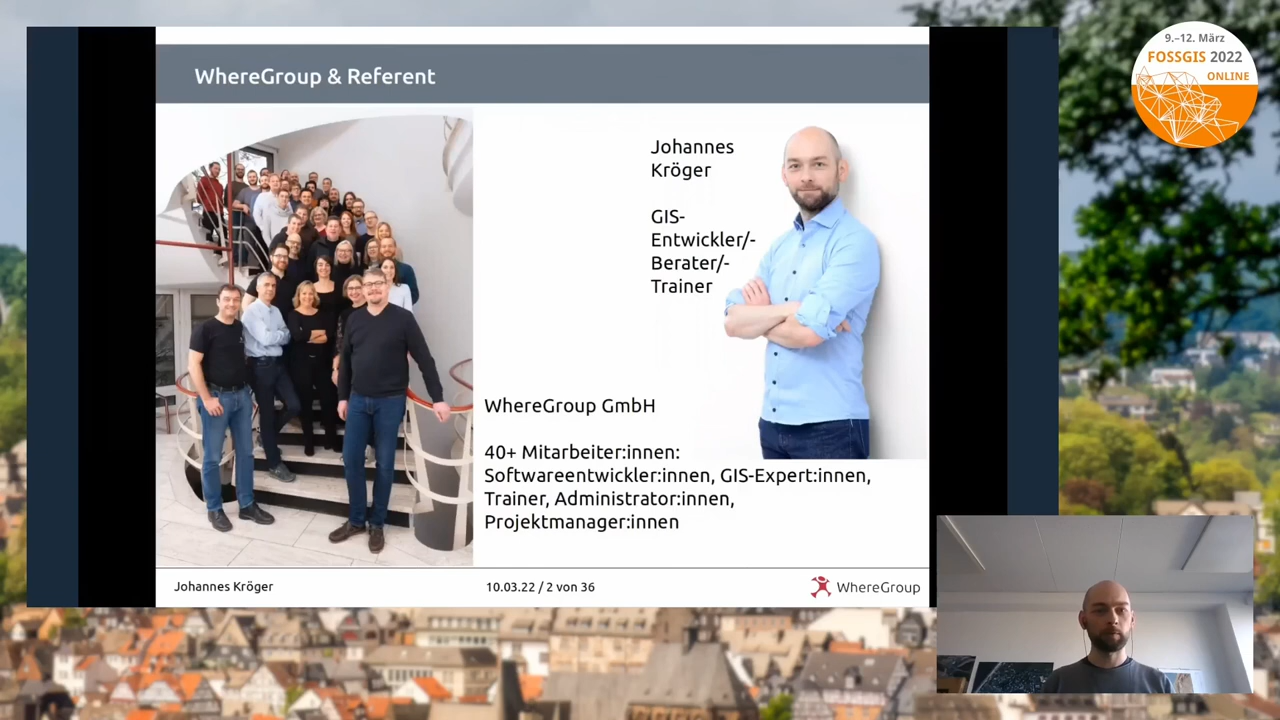 WhereGroup & Referent
9.–12. März
FOSSGIS 2022
ONLINE
Johannes
Kröger
GIS-
Entwickler/-
Berater/-
Trainer
WhereGroup GmbH
40+ Mitarbeiter:innen:
Softwareentwickler:innen, GIS-Expert:innen,
Trainer, Administrator:innen,
Projektmanager:innen
Johannes Kröger
10.03.22 / 2 von 36
WhereGroup